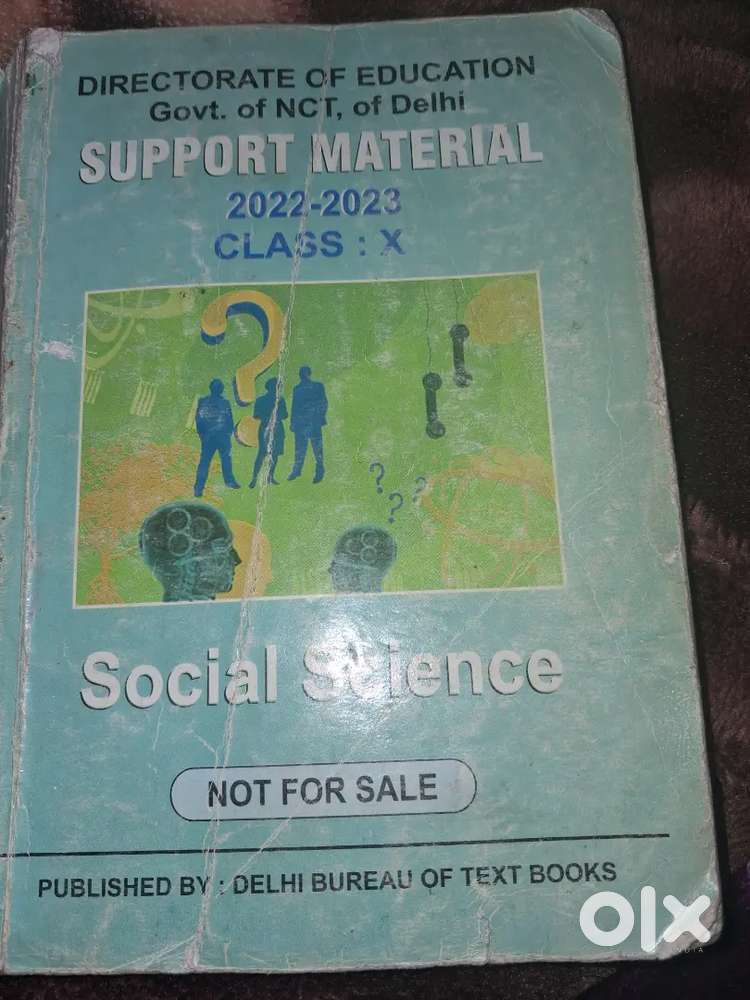 DIRECTORATE OF EDUCATION
Govt. of NCT, of Delhi
SUPPORT MATERIAL
2022-2023
CLASS : X
?
?
?
?
Social Science
NOT FOR SALE
PUBLISHED BY : DELHI BUREAU OF TEXT BOOKS
OLX
INDIA